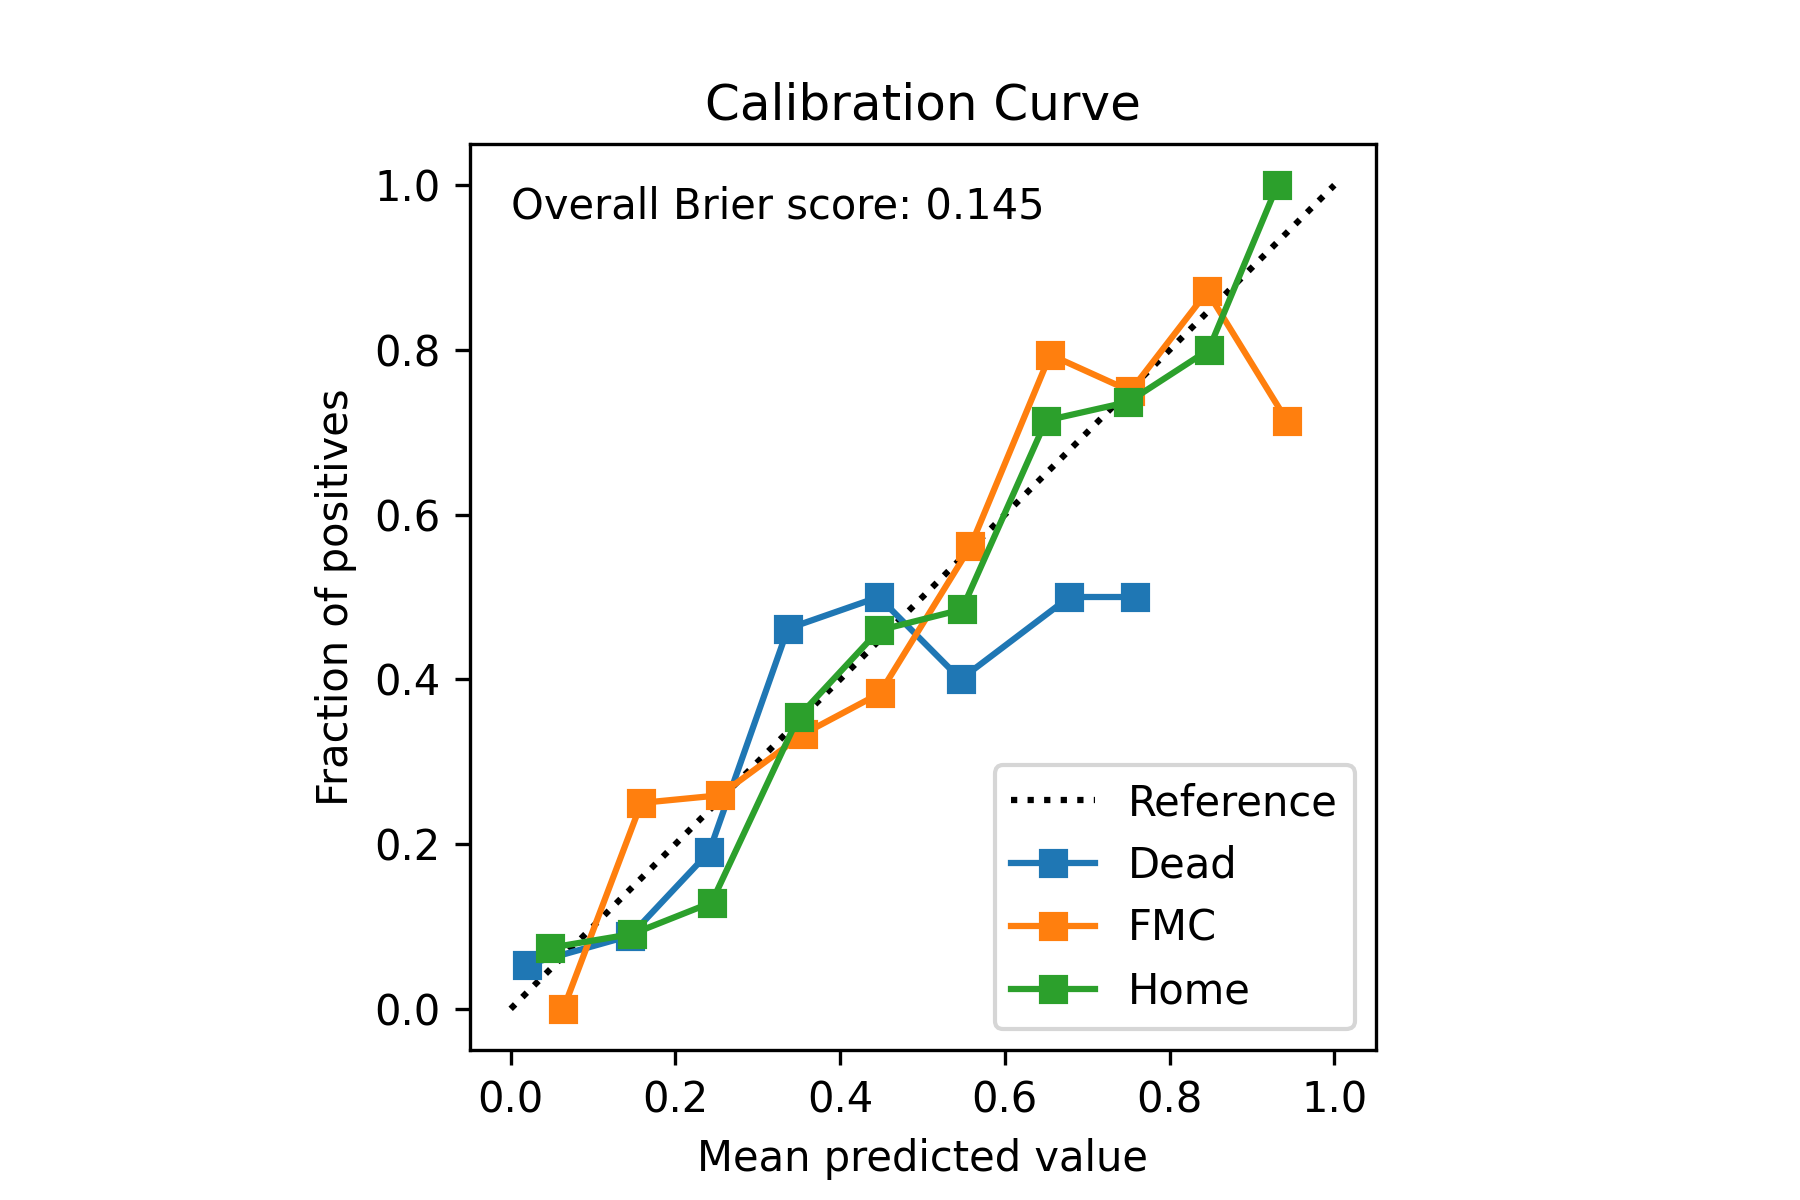 Calibration Curve
Overall Brier score: 0.145
1.0
0.8
0.6
0.4
0.2
0.0
Fraction of positives
Reference
Dead
FMC
Home
0.0 0.2 0.4 0.6 0.8 1.0
Mean predicted value